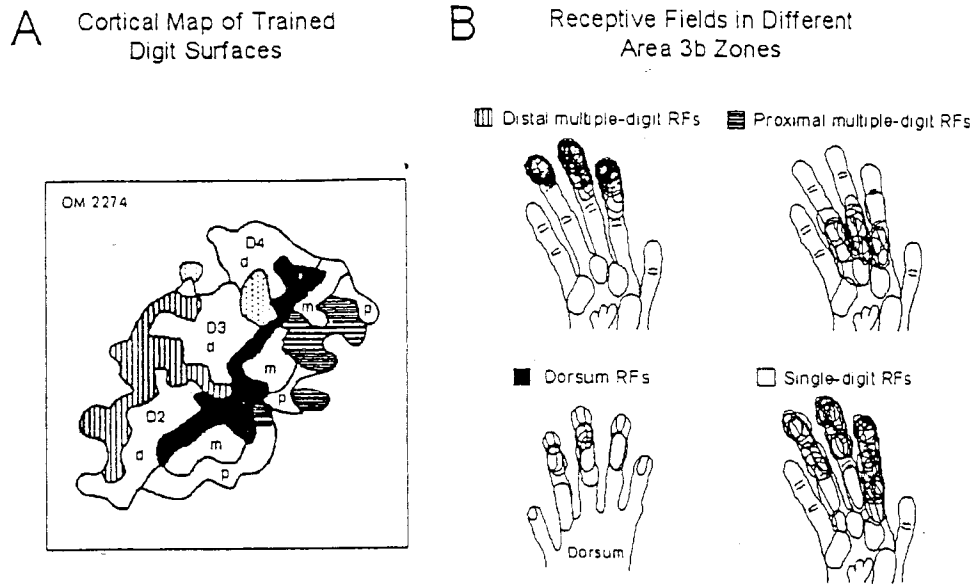 A
Cortical Map of Trained
Digit Surfaces
OM 2274
D4
d
m
p
D3
d
m
p
D2
d
m
p
B
Receptive Fields in Different
Area 3b Zones
Distal multiple-digit RFs
Proximal multiple-digit RFs
Dorsum RFs
Single-digit RFs
Dorsum